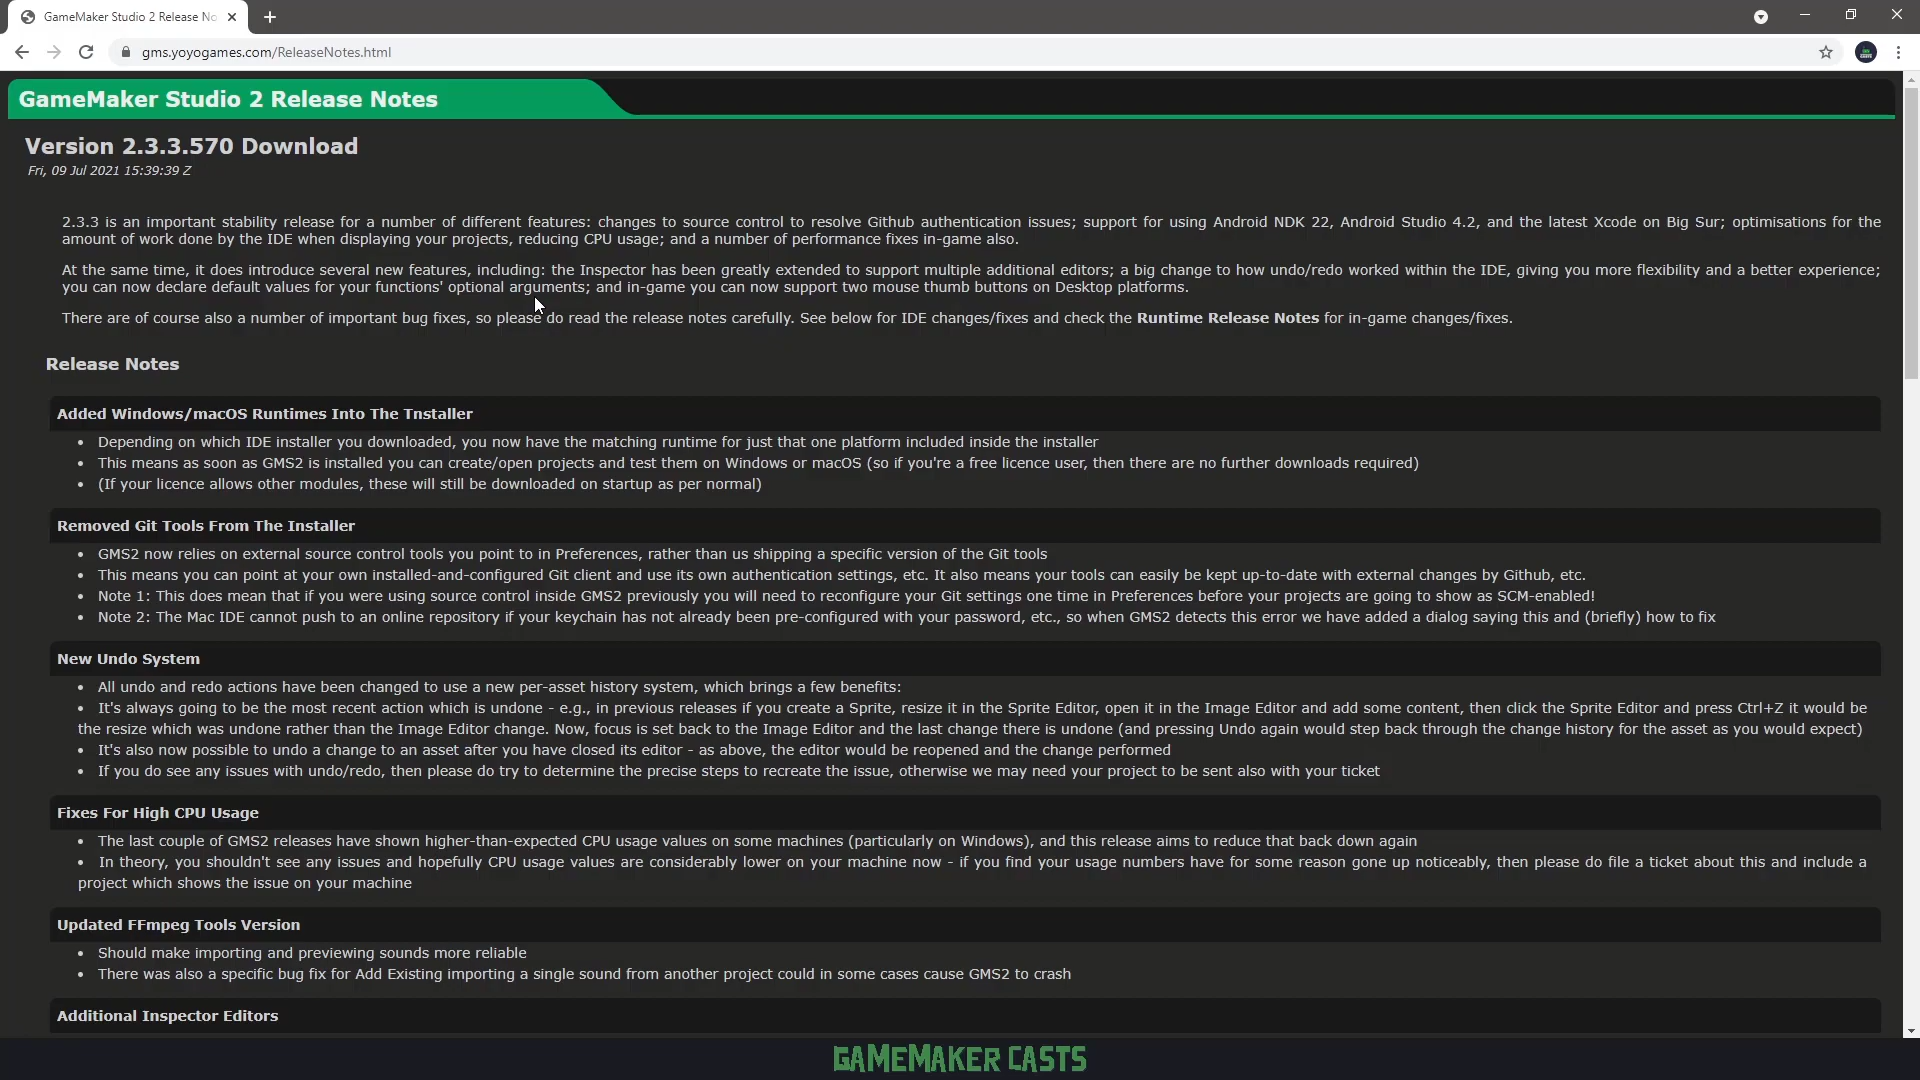 GameMaker Studio 2 Release No
gms.yoyogames.com/ReleaseNotes.html
GameMaker Studio 2 Release Notes
Version 2.3.3.570 Download
Fri, 09 Jul 2021 15:39:39 Z
2.3.3 is an important stability release for a number of different features: changes to source control to resolve Github authentication issues; support for using Android NDK 22, Android Studio 4.2, and the latest Xcode on Big Sur; optimisations for the
amount of work done by the IDE when displaying your projects, reducing CPU usage; and a number of performance fixes in-game also.
At the same time, it does introduce several new features, including: the Inspector has been greatly extended to support multiple additional editors; a big change to how undo/redo worked within the IDE, giving you more flexibility and a better experience;
you can now declare default values for your functions' optional arguments; and in-game you can now support two mouse thumb buttons on Desktop platforms.
There are of course also a number of important bug fixes, so please do read the release notes carefully. See below for IDE changes/fixes and check the Runtime Release Notes for in-game changes/fixes.
Release Notes
Added Windows/macOS Runtimes Into The Tnstaller
• Depending on which IDE installer you downloaded, you now have the matching runtime for just that one platform included inside the installer
• This means as soon as GMS2 is installed you can create/open projects and test them on Windows or macOS (so if you're a free licence user, then there are no further downloads required)
• (If your licence allows other modules, these will still be downloaded on startup as per normal)
Removed Git Tools From The Installer
• GMS2 now relies on external source control tools you point to in Preferences, rather than us shipping a specific version of the Git tools
• This means you can point at your own installed-and-configured Git client and use its own authentication settings, etc. It also means your tools can easily be kept up-to-date with external changes by Github, etc.
• Note 1: This does mean that if you were using source control inside GMS2 previously you will need to reconfigure your Git settings one time in Preferences before your projects are going to show as SCM-enabled!
• Note 2: The Mac IDE cannot push to an online repository if your keychain has not already been pre-configured with your password, etc., so when GMS2 detects this error we have added a dialog saying this and (briefly) how to fix
New Undo System
• All undo and redo actions have been changed to use a new per-asset history system, which brings a few benefits:
• It's always going to be the most recent action which is undone - e.g., in previous releases if you create a Sprite, resize it in the Sprite Editor, open it in the Image Editor and add some content, then click the Sprite Editor and press Ctrl+Z it would be
the resize which was undone rather than the Image Editor change. Now, focus is set back to the Image Editor and the last change there is undone (and pressing Undo again would step back through the change history for the asset as you would expect)
• It's also now possible to undo a change to an asset after you have closed its editor - as above, the editor would be reopened and the change performed
• If you do see any issues with undo/redo, then please do try to determine the precise steps to recreate the issue, otherwise we may need your project to be sent also with your ticket
Fixes For High CPU Usage
• The last couple of GMS2 releases have shown higher-than-expected CPU usage values on some machines (particularly on Windows), and this release aims to reduce that back down again
• In theory, you shouldn't see any issues and hopefully CPU usage values are considerably lower on your machine now - if you find your usage numbers have for some reason gone up noticeably, then please do file a ticket about this and include a
project which shows the issue on your machine
Updated FFmpeg Tools Version
• Should make importing and previewing sounds more reliable
• There was also a specific bug fix for Add Existing importing a single sound from another project could in some cases cause GMS2 to crash
Additional Inspector Editors
GAMEMAKER CASTS